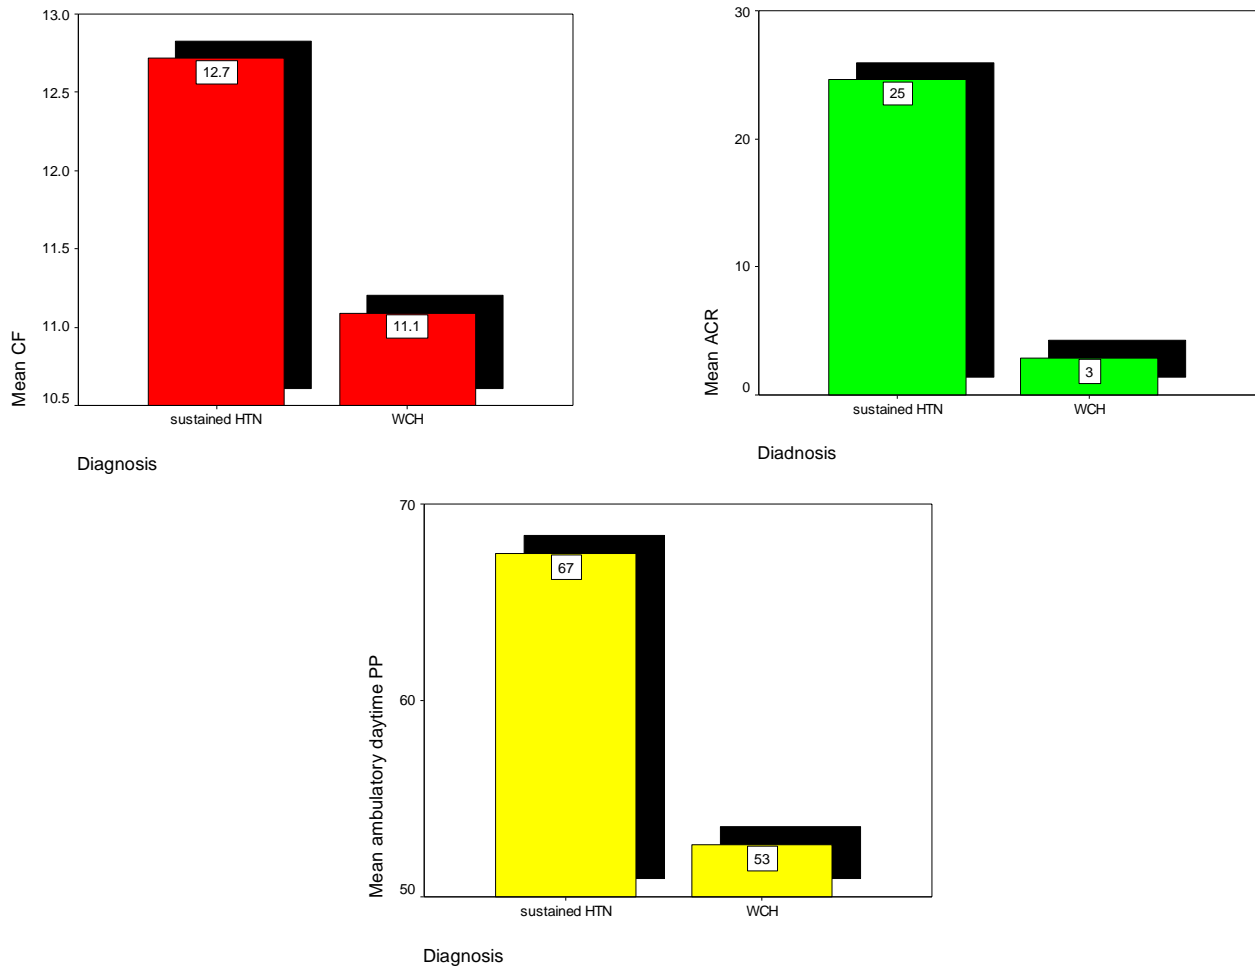 13.0
12.5
12.0
11.5
11.0
10.5
Mean CF
12.7
11.1
sustained HTN
WCH
Diagnosis
30
20
10
0
Mean ACR
25
3
sustained HTN
WCH
Diadnosis
70
60
50
Mean ambulatory daytime PP
67
53
sustained HTN
WCH
Diagnosis